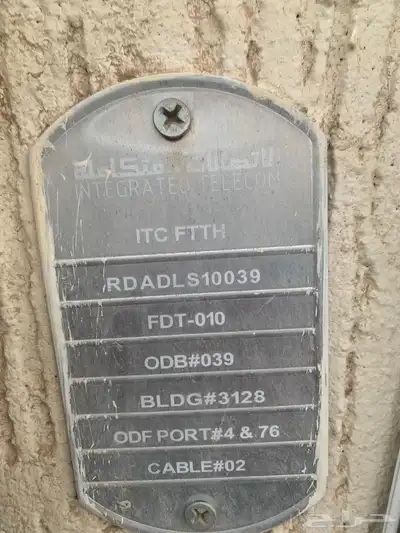 الاتصالات المتكاملة
INTEGRATED TELECOM
ITC FTTH
RDADLS10039
FDT-010
ODB#039
BLDG#3128
ODF PORT#4 & 76
CABLE#02
حراج